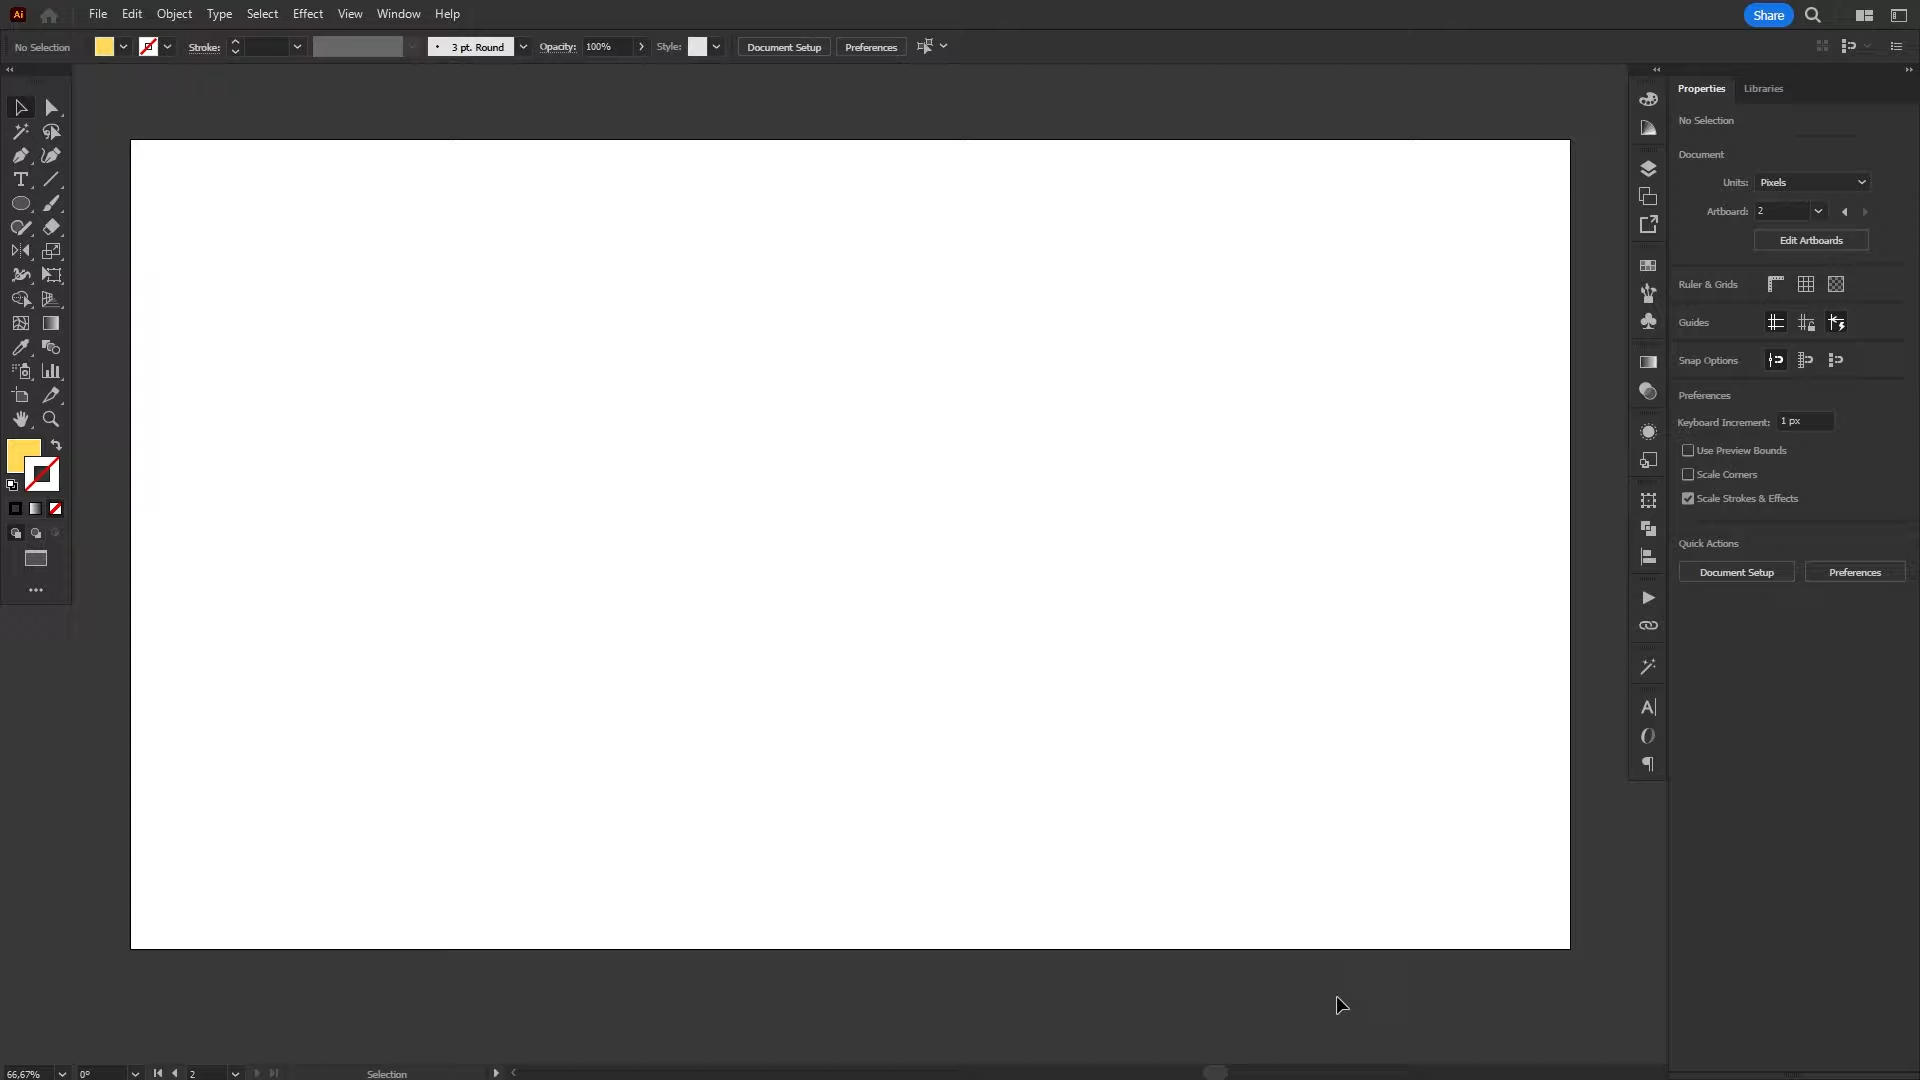 Ai File Edit Object Type Select Effect View Window Help Share
No Selection Stroke: 3 pt. Round Opacity: 100% Style: Document Setup Preferences
Properties Libraries
No Selection
Document
Units: Pixels
Artboard: 2
Edit Artboards
Ruler & Grids
Guides
Snap Options
Preferences
Keyboard Increment: 1 px
Use Preview Bounds
Scale Corners
Scale Strokes & Effects
Quick Actions
Document Setup Preferences
66,67% 0° 2 Selection